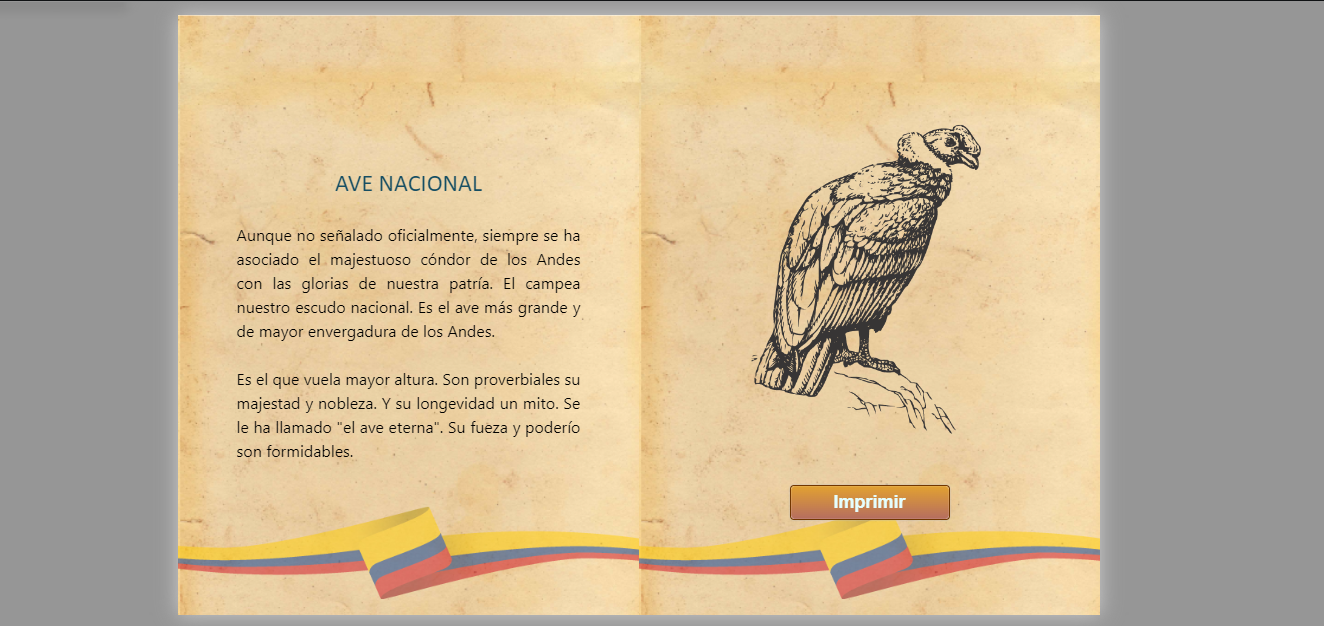 AVE NACIONAL
Aunque no señalado oficialmente, siempre se ha
asociado el majestuoso cóndor de los Andes
con las glorias de nuestra patría. El campea
nuestro escudo nacional. Es el ave más grande y
de mayor envergadura de los Andes.
Es el que vuela mayor altura. Son proverbiales su
majestad y nobleza. Y su longevidad un mito. Se
le ha llamado "el ave eterna". Su fueza y poderío
son formidables.
Imprimir